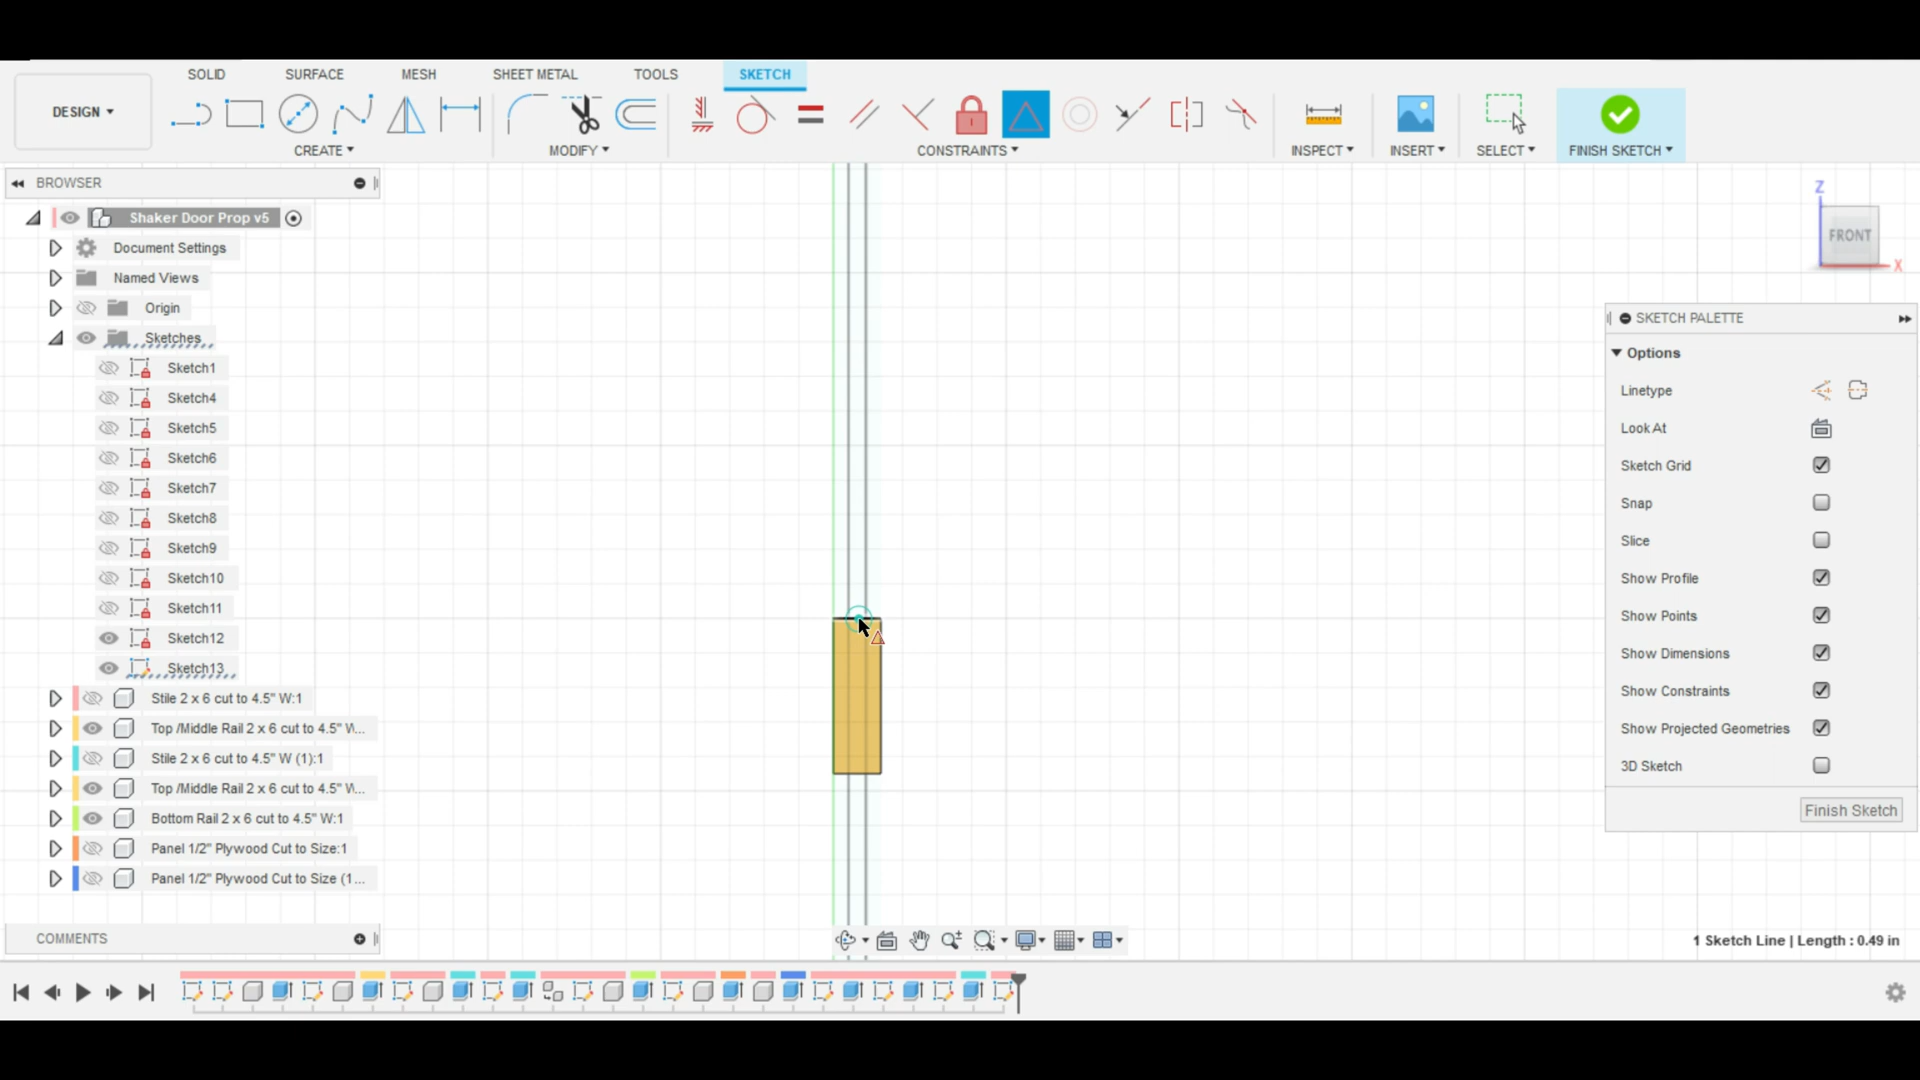 SOLID SURFACE MESH SHEET METAL TOOLS SKETCH
DESIGN
CREATE MODIFY CONSTRAINTS INSPECT INSERT SELECT FINISH SKETCH
BROWSER
Shaker Door Prop v5
Document Settings
Named Views
Origin
Sketches
Sketch1
Sketch4
Sketch5
Sketch6
Sketch7
Sketch8
Sketch9
Sketch10
Sketch11
Sketch12
Sketch13
Stile 2 x 6 cut to 4.5" W:1
Top /Middle Rail 2 x 6 cut to 4.5" W...
Stile 2 x 6 cut to 4.5" W (1):1
Top /Middle Rail 2 x 6 cut to 4.5" W...
Bottom Rail 2 x 6 cut to 4.5" W:1
Panel 1/2" Plywood Cut to Size:1
Panel 1/2" Plywood Cut to Size (1...
COMMENTS
Z
FRONT
X
SKETCH PALETTE
Options
Linetype
Look At
Sketch Grid
Snap
Slice
Show Profile
Show Points
Show Dimensions
Show Constraints
Show Projected Geometries
3D Sketch
Finish Sketch
1 Sketch Line | Length : 0.49 in